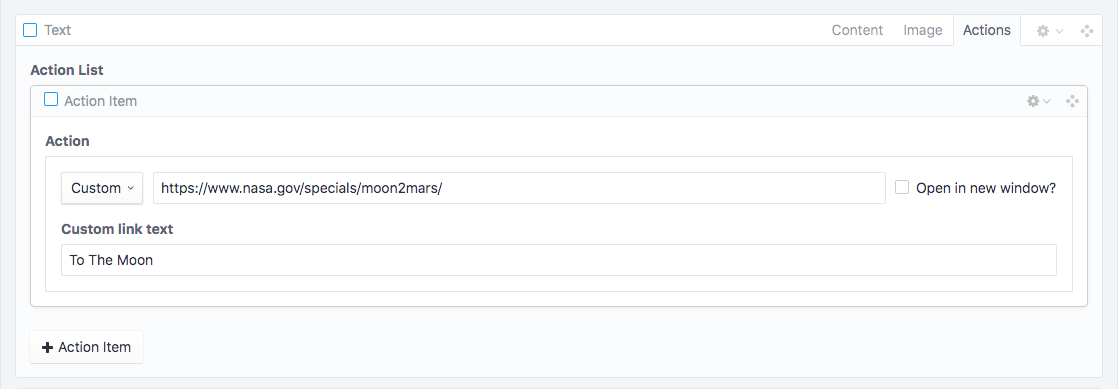 Text Content Image Actions
Action List
Action Item
Action
Custom https://www.nasa.gov/specials/moon2mars/ Open in new window?
Custom link text
To The Moon
Action Item